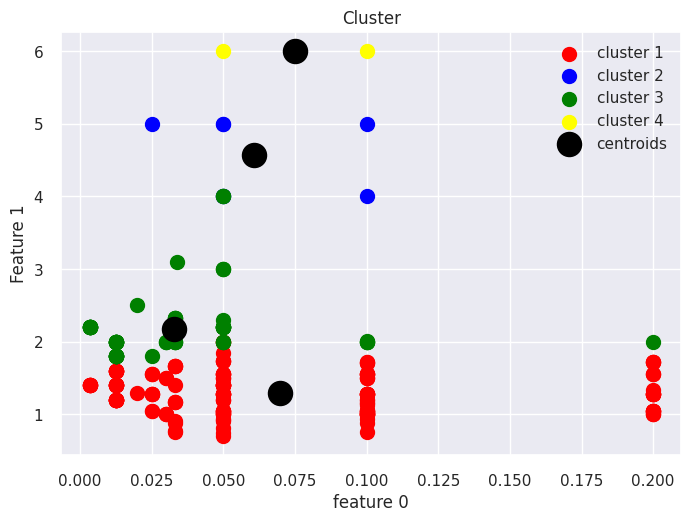 Cluster
cluster 1
cluster 2
cluster 3
cluster 4
centroids
Feature 1
6
5
4
3
2
1
0.000 0.025 0.050 0.075 0.100 0.125 0.150 0.175 0.200
feature 0